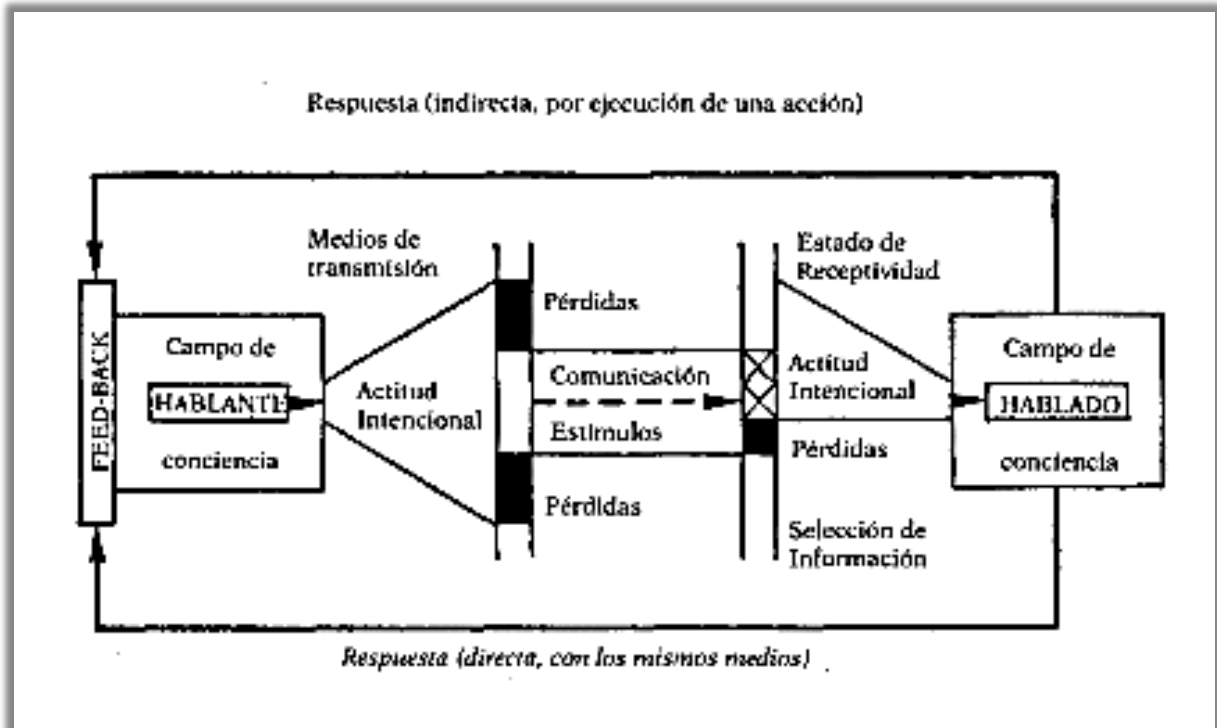 Respuesta (indirecta, por ejecución de una acción)
Medios de
transmisión
Estado de
Receptividad
Pérdidas
FEED-BACK
Campo de
HABLANTE
conciencia
Actitud
Intencional
Comunicación
Estímulos
Actitud
Intencional
Pérdidas
Campo de
HABLADO
conciencia
Pérdidas
Selección de
Información
Respuesta (directa, con los mismos medios)